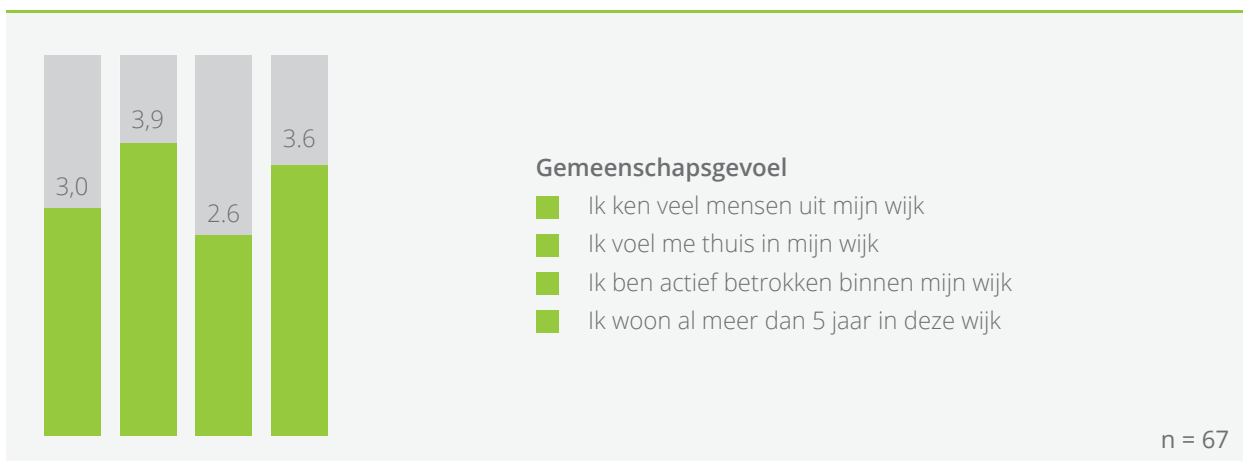 3,0
3,9
2.6
3.6
Gemeenschapsgevoel
Ik ken veel mensen uit mijn wijk
Ik voel me thuis in mijn wijk
Ik ben actief betrokken binnen mijn wijk
Ik woon al meer dan 5 jaar in deze wijk
n = 67